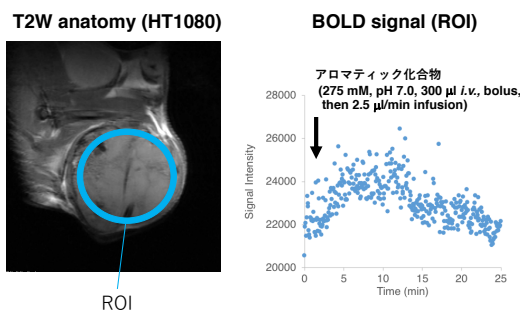 T2W anatomy (HT1080)
BOLD signal (ROI)
アロマティック化合物
(275 mM, pH 7.0, 300 μl i.v., bolus,
then 2.5 μl/min infusion)
28000
26000
24000
22000
20000
Signal Intensity
0 5 10 15 20 25
Time (min)
ROI